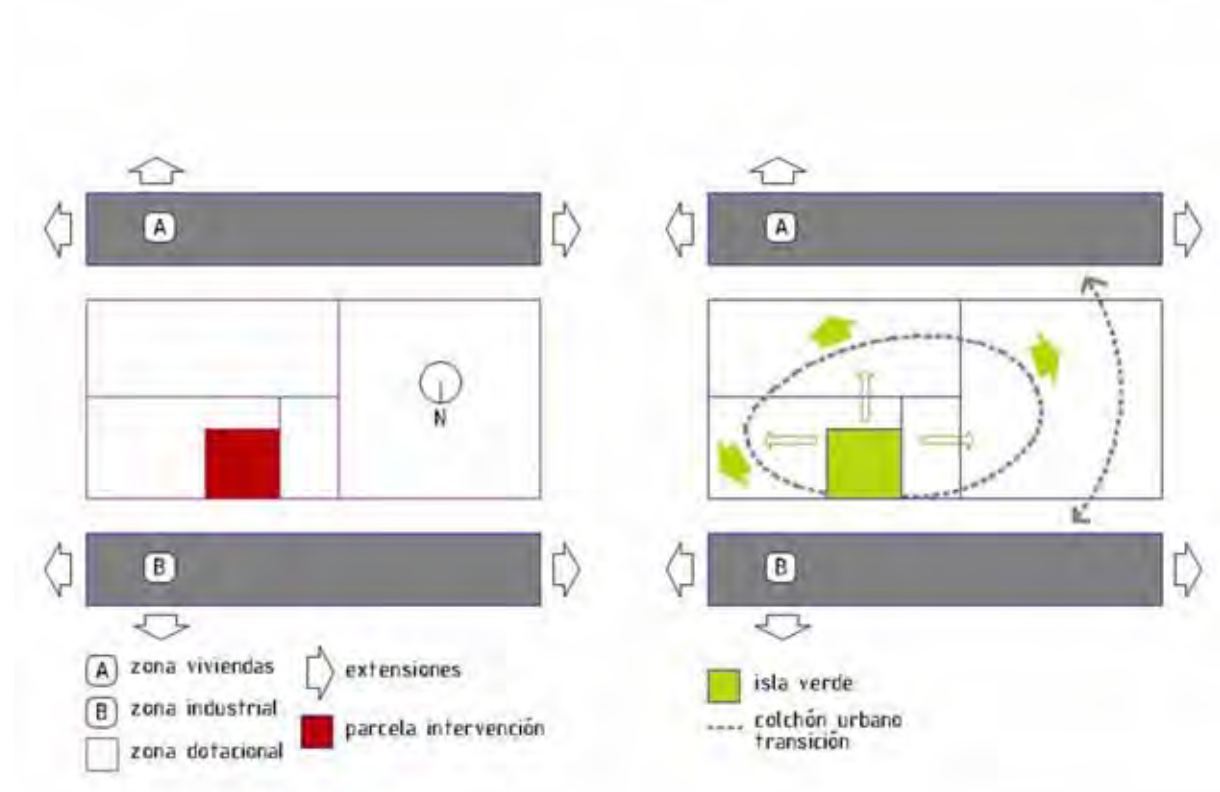 A
A
N
B
B
A zona viviendas
B zona industrial
zona dotacional
extensiones
parcela intervención
isla verde
colchón urbano
transición